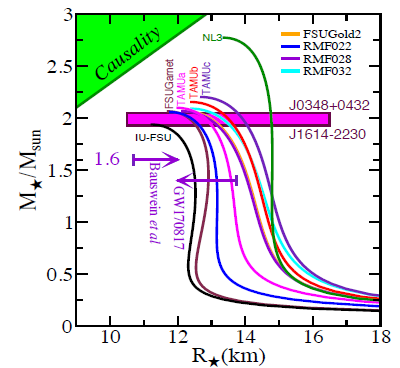 3
2.5
2
1.5
1
0.5
0
M★/Msun
10
12
14
16
18
R★(km)
Causality
NL3
FSUGold2
RMF022
RMF028
RMF032
FSUGarnet
TAMUa
TAMUb
TAMUc
J0348+0432
J1614-2230
IU-FSU
1.6
Bauswein et al
GW170817